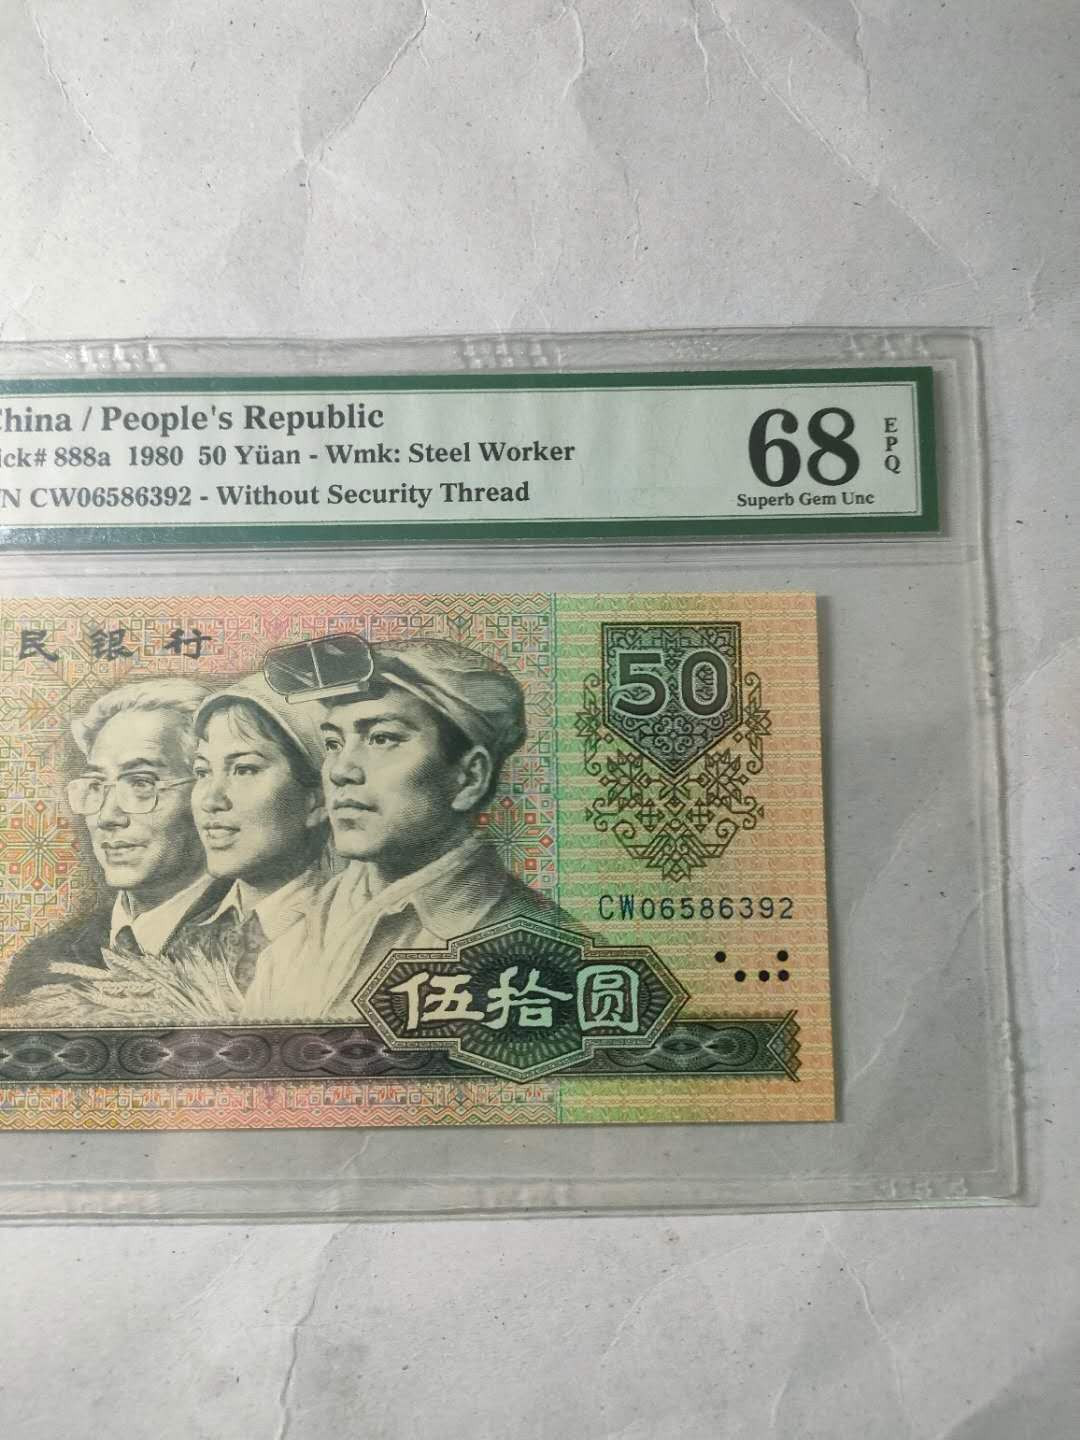 China / People's Republic
Pick# 888a 1980 50 Yüan - Wmk: Steel Worker
S/N CW06586392 - Without Security Thread
68
EPQ
Superb Gem Unc
民银行
50
CW06586392
伍拾圆